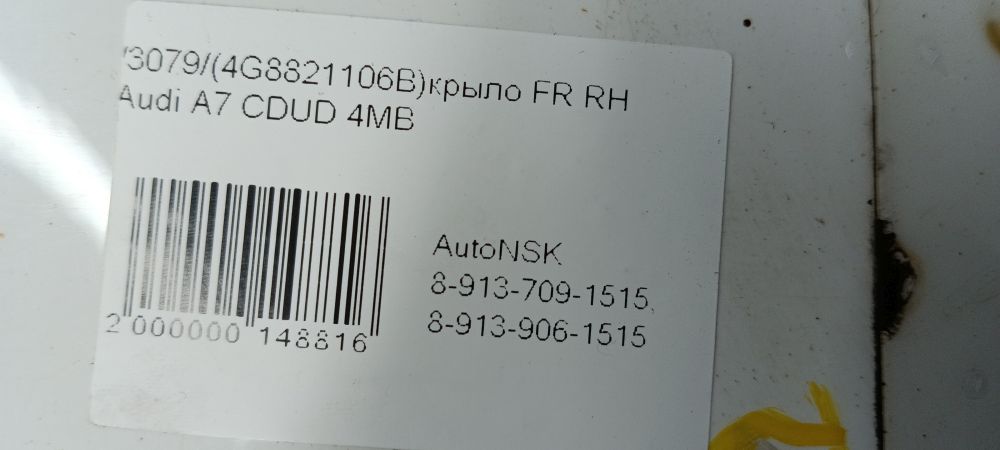 3079/(4G8821106B)крыло FR RH
Audi A7 CDUD 4MB
AutoNSK
8-913-709-1515,
8-913-906-1515
2 000000 148816